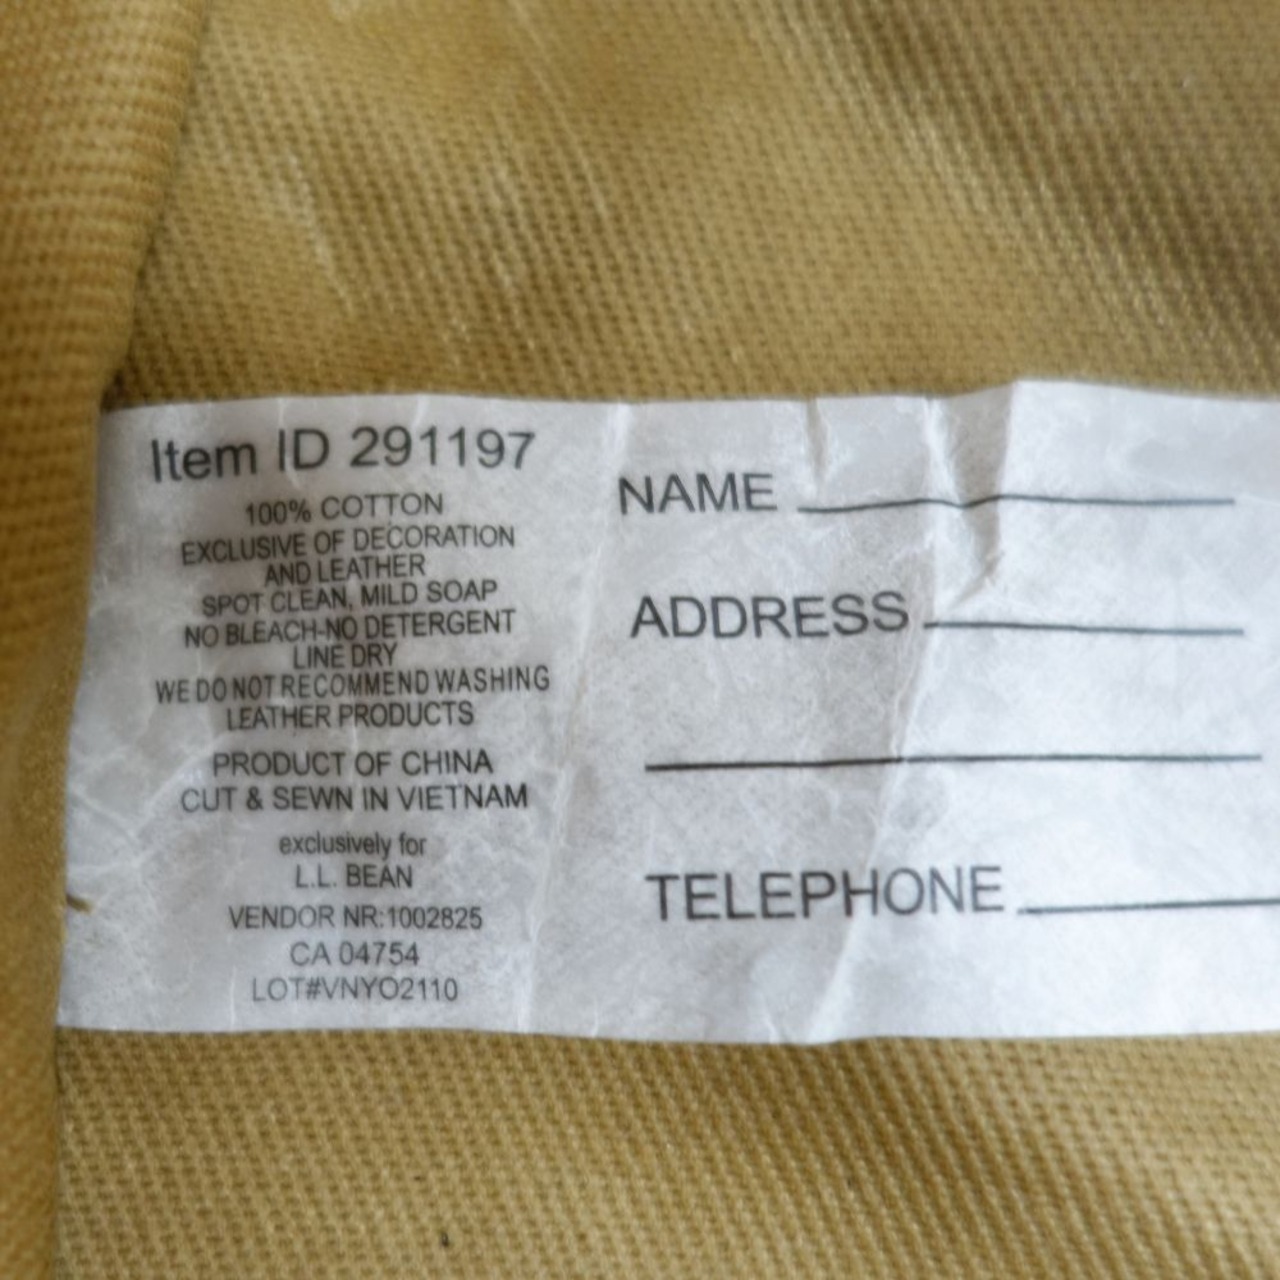 Item ID 291197
100% COTTON
EXCLUSIVE OF DECORATION
AND LEATHER
SPOT CLEAN, MILD SOAP
NO BLEACH-NO DETERGENT
LINE DRY
WE DO NOT RECOMMEND WASHING
LEATHER PRODUCTS
PRODUCT OF CHINA
CUT & SEWN IN VIETNAM
exclusively for
L.L. BEAN
VENDOR NR:1002825
CA 04754
LOT#VNYO2110
NAME
ADDRESS
TELEPHONE